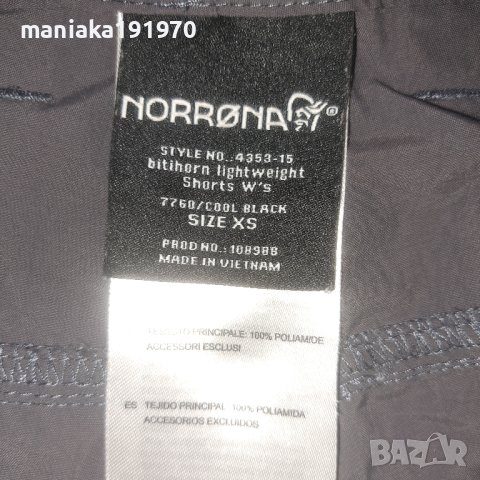 maniaka191970
NORRØNA®
STYLE NO.: 4353-15
bitihorn lightweight
Shorts W's
7760/COOL BLACK
SIZE XS
PROD NO.: 108988
MADE IN VIETNAM
TESSUTO PRINCIPALE: 100% POLIAMIDE
ACCESSORI ESCLUSI
ES TEJIDO PRINCIPAL: 100% POLIAMIDA
ACCESORIOS EXCLUIDOS
BAZAR